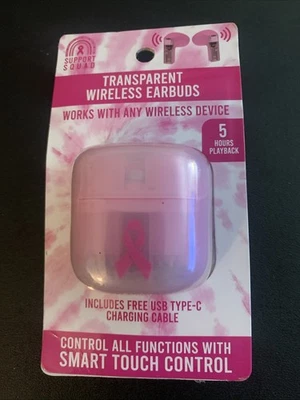 SUPPORT
SQUAD
TRANSPARENT
WIRELESS EARBUDS
WORKS WITH ANY WIRELESS DEVICE
5
HOURS
PLAYBACK
INCLUDES FREE USB TYPE-C
CHARGING CABLE
CONTROL ALL FUNCTIONS WITH
SMART TOUCH CONTROL